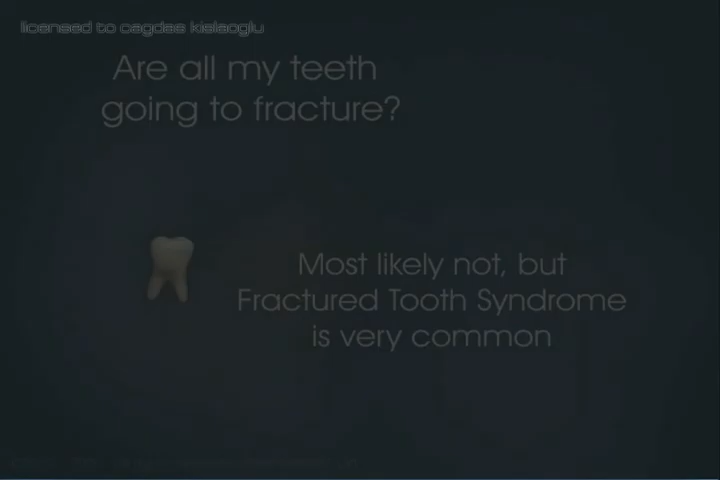 licensed to cagdas kislaoglu
Are all my teeth
going to fracture?
Most likely not, but
Fractured Tooth Syndrome
is very common